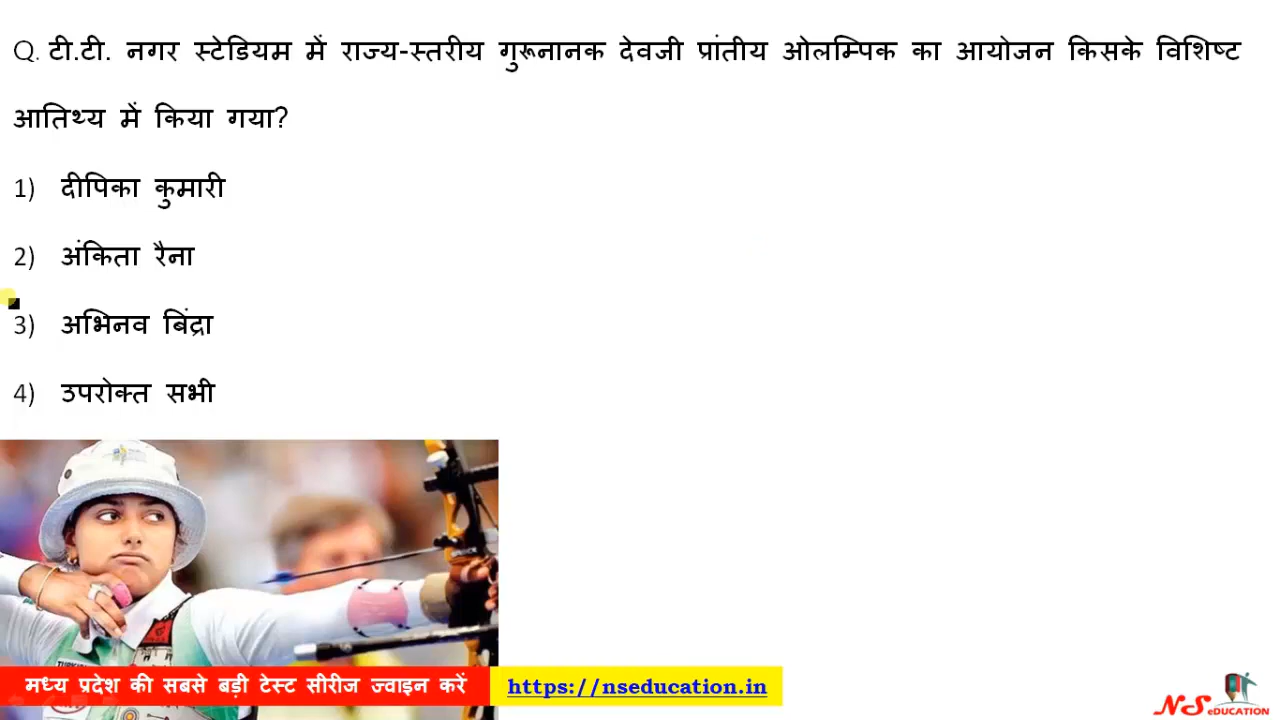 Q. टी.टी. नगर स्टेडियम में राज्य-स्तरीय गुरूनानक देवजी प्रांतीय ओलम्पिक का आयोजन किसके विशिष्ट
आतिथ्य में किया गया?
1) दीपिका कुमारी
2) अंकिता रैना
3) अभिनव बिंद्रा
4) उपरोक्त सभी
मध्य प्रदेश की सबसे बड़ी टेस्ट सीरीज ज्वाइन करें
https://nseducation.in
NS eDUCATION